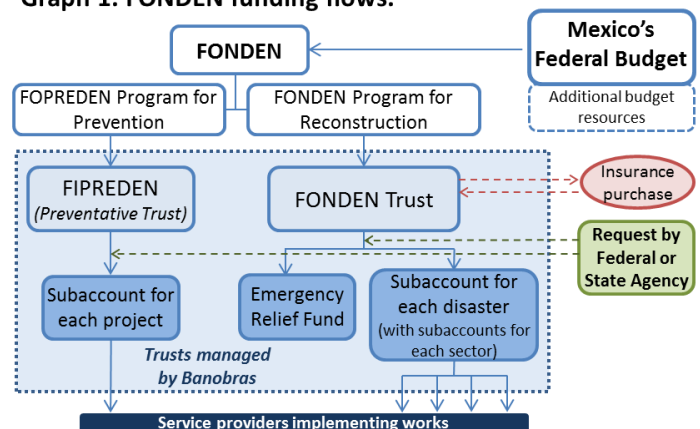 Graph 1: FONDEN funding flows.
FONDEN
Mexico's
Federal Budget
Additional budget
resources
FOPREDEN Program for
Prevention
FONDEN Program for
Reconstruction
FIPREDEN
(Preventative Trust)
FONDEN Trust
Insurance
purchase
Request by
Federal or
State Agency
Subaccount for
each project
Emergency
Relief Fund
Subaccount for
each disaster
(with subaccounts for
each sector)
Trusts managed
by Banobras
Service providers implementing works